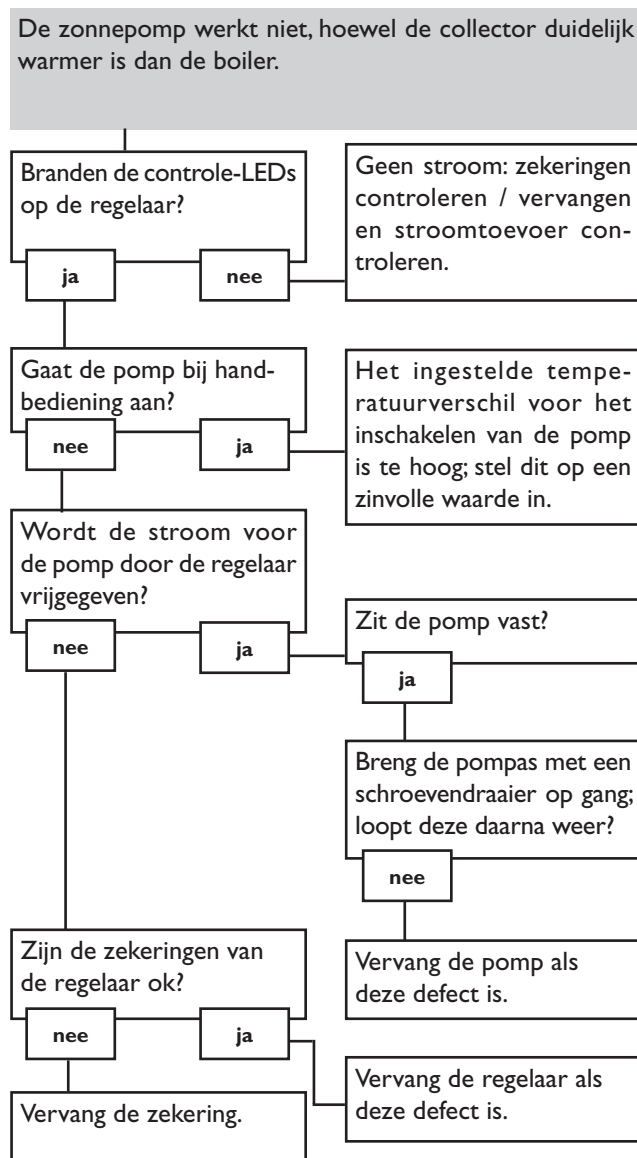 De zonnepomp werkt niet, hoewel de collector duidelijk
warmer is dan de boiler.
Branden de controle-LEDs
op de regelaar?
ja
nee
Geen stroom: zekeringen
controleren / vervangen
en stroomtoevoer con-
troleren.
Gaat de pomp bij hand-
bediening aan?
nee
ja
Het ingestelde tempe-
ratuurverschil voor het
inschakelen van de pomp
is te hoog; stel dit op een
zinvolle waarde in.
Wordt de stroom voor
de pomp door de regelaar
vrijgegeven?
nee
ja
Zit de pomp vast?
ja
Breng de pompas met een
schroevendraaier op gang;
loopt deze daarna weer?
nee
Vervang de pomp als
deze defect is.
Zijn de zekeringen van
de regelaar ok?
nee
ja
Vervang de zekering.
Vervang de regelaar als
deze defect is.